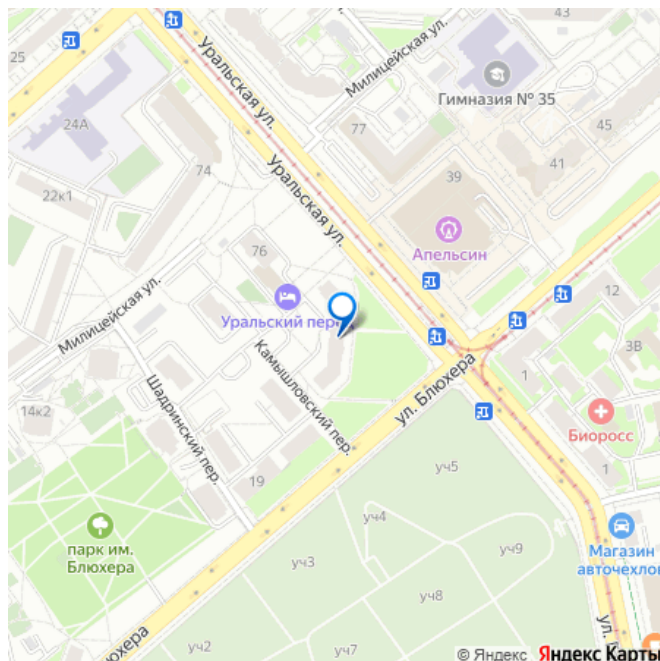 43
25
Уральская ул.
Милицейская ул.
Гимназия № 35
24А
77
45
41
74
39
22к1
Уральская ул.
76
Апельсин
Милицейская ул.
12
Уральский пер
3В
Камышловский пер.
1
14к2
Шадринский пер.
ул. Блюхера
Биоросс
19
уч5
1
уч4
парк им.
Блюхера
уч9
Магазин
авточехлов
уч3
уч8
уч2
уч7
© Яндекс Яндекс Карты